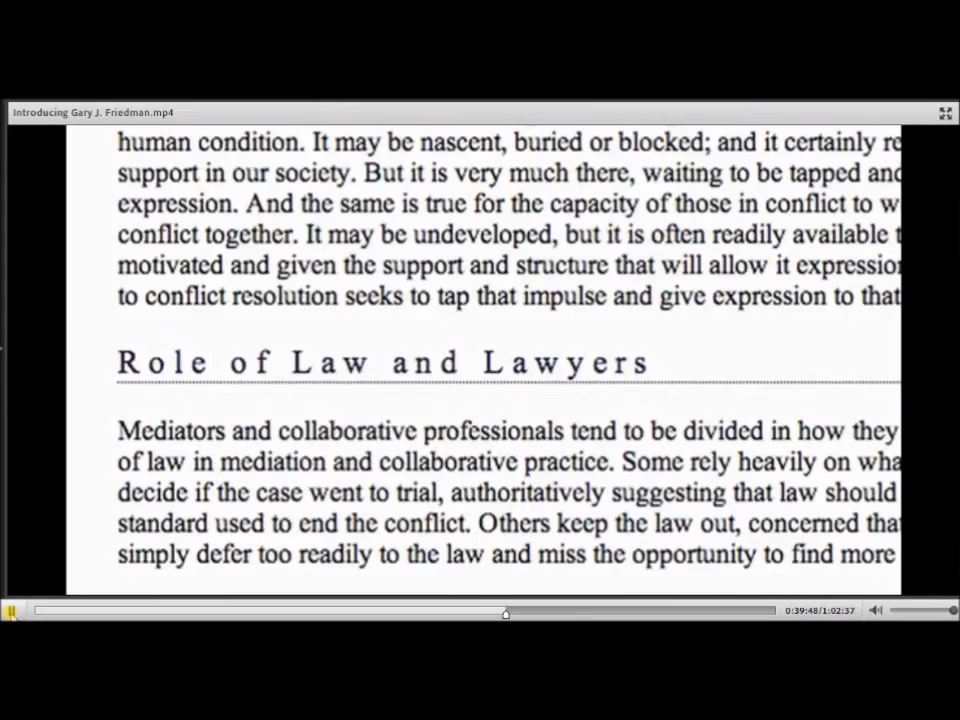 Introducing Gary J. Friedman.mp4
human condition. It may be nascent, buried or blocked; and it certainly
support in our society. But it is very much there, waiting to be tapped
expression. And the same is true for the capacity of those in conflict to
conflict together. It may be undeveloped, but it is often readily available
motivated and given the support and structure that will allow it
to conflict resolution seeks to tap that impulse and give expression to that
Role of Law and Lawyers
Mediators and collaborative professionals tend to be divided in how they
of law in mediation and collaborative practice. Some rely heavily on
decide if the case went to trial, authoritatively suggesting that law should
standard used to end the conflict. Others keep the law out, concerned
simply defer too readily to the law and miss the opportunity to find more
0:39:48/1:02:37